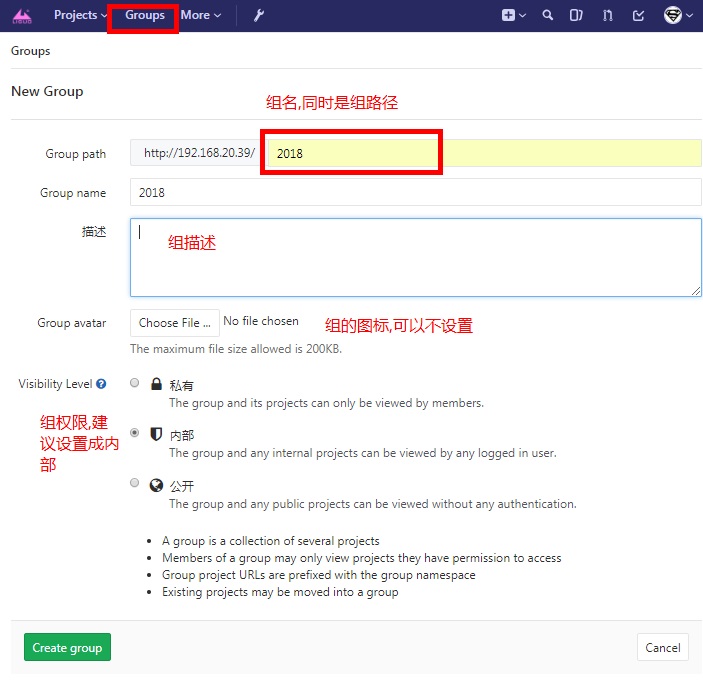 Projects Groups More
Groups
New Group
组名,同时是组路径
Group path http://192.168.20.39/ 2018
Group name 2018
描述
组描述
Group avatar Choose File ... No file chosen
组的图标,可以不设置
The maximum file size allowed is 200KB.
Visibility Level
私有
The group and its projects can only be viewed by members.
组权限,建
议设置成内
部
内部
The group and any internal projects can be viewed by any logged in user.
公开
The group and any public projects can be viewed without any authentication.
A group is a collection of several projects
Members of a group may only view projects they have permission to access
Group project URLs are prefixed with the group namespace
Existing projects may be moved into a group
Create group Cancel